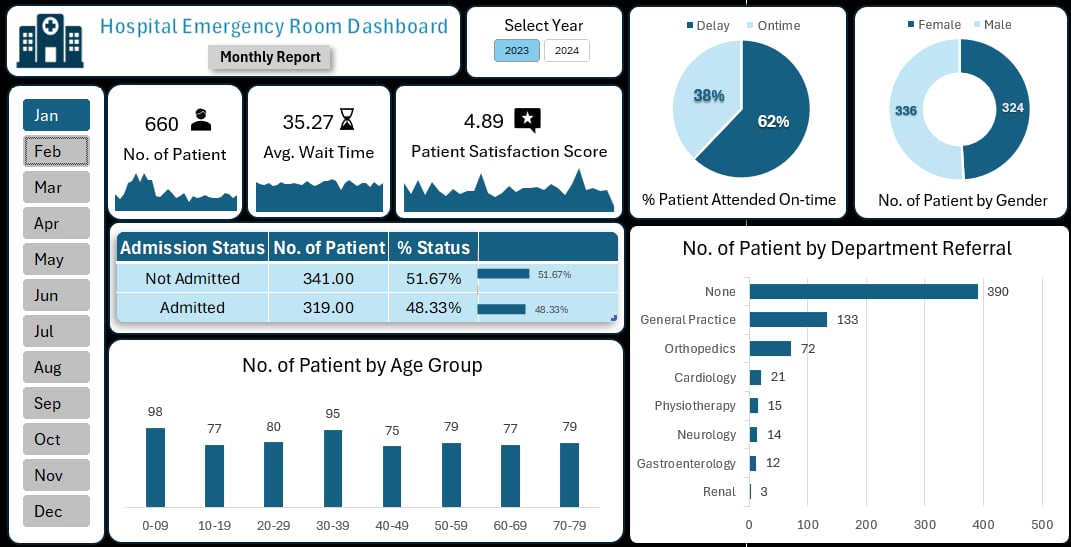 Hospital Emergency Room Dashboard
Monthly Report
Select Year
2023 2024
Jan
Feb
Mar
Apr
May
Jun
Jul
Aug
Sep
Oct
Nov
Dec
660
No. of Patient
35.27
Avg. Wait Time
4.89
Patient Satisfaction Score
Delay Ontime
38%
62%
% Patient Attended On-time
Female Male
336
324
No. of Patient by Gender
Admission Status No. of Patient % Status
Not Admitted 341.00 51.67% 51.67%
Admitted 319.00 48.33% 48.33%
No. of Patient by Age Group
98 77 80 95 75 79 77 79
0-09 10-19 20-29 30-39 40-49 50-59 60-69 70-79
No. of Patient by Department Referral
None 390
General Practice 133
Orthopedics 72
Cardiology 21
Physiotherapy 15
Neurology 14
Gastroenterology 12
Renal 3
0 100 200 300 400 500